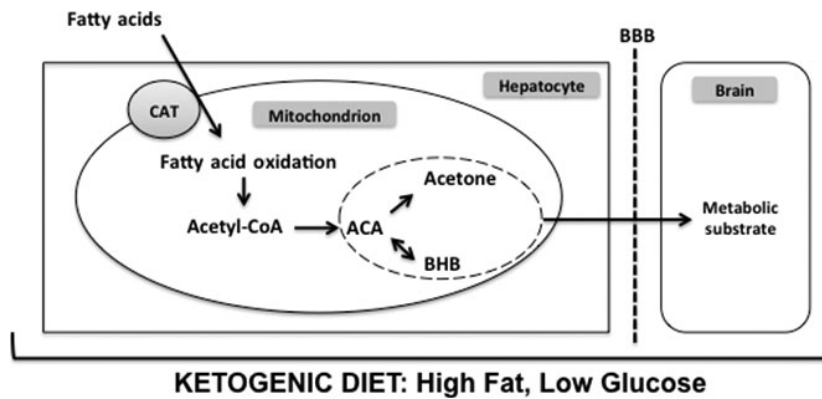 Fatty acids
BBB
Hepatocyte
Brain
CAT
Mitochondrion
Fatty acid oxidation
Acetone
Acetyl-CoA
ACA
Metabolic
substrate
BHB
KETOGENIC DIET: High Fat, Low Glucose